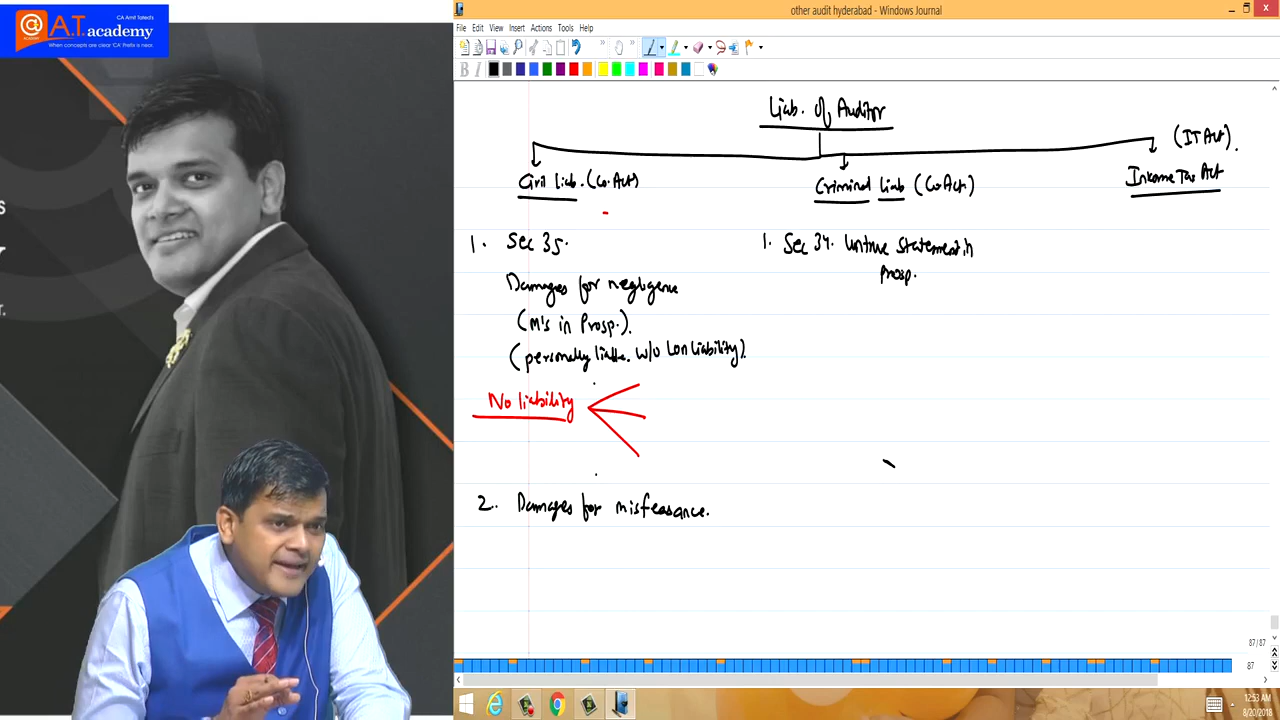 CA Amit Tated's
A.T. academy
@
ACADEMY
When concepts are clear 'CA' Prefix is near.
s
Y
r.
other audit hyderabad - Windows Journal
File Edit View Insert Actions Tools Help
B I
Liab. of Auditor
(IT Act).
Civil liab. (Co. Act)
Criminal Liab (Co Act)
Income Tax Act
1. Sec 35.
Damages for negligence
(M's in Prosp.).
(personally liable. w/o Lon liability).
No liability
2. Damages for misfeasance.
1. Sec 34. Untrue Statement in
Prosp.
87/87
87
12:53 AM
8/20/2018